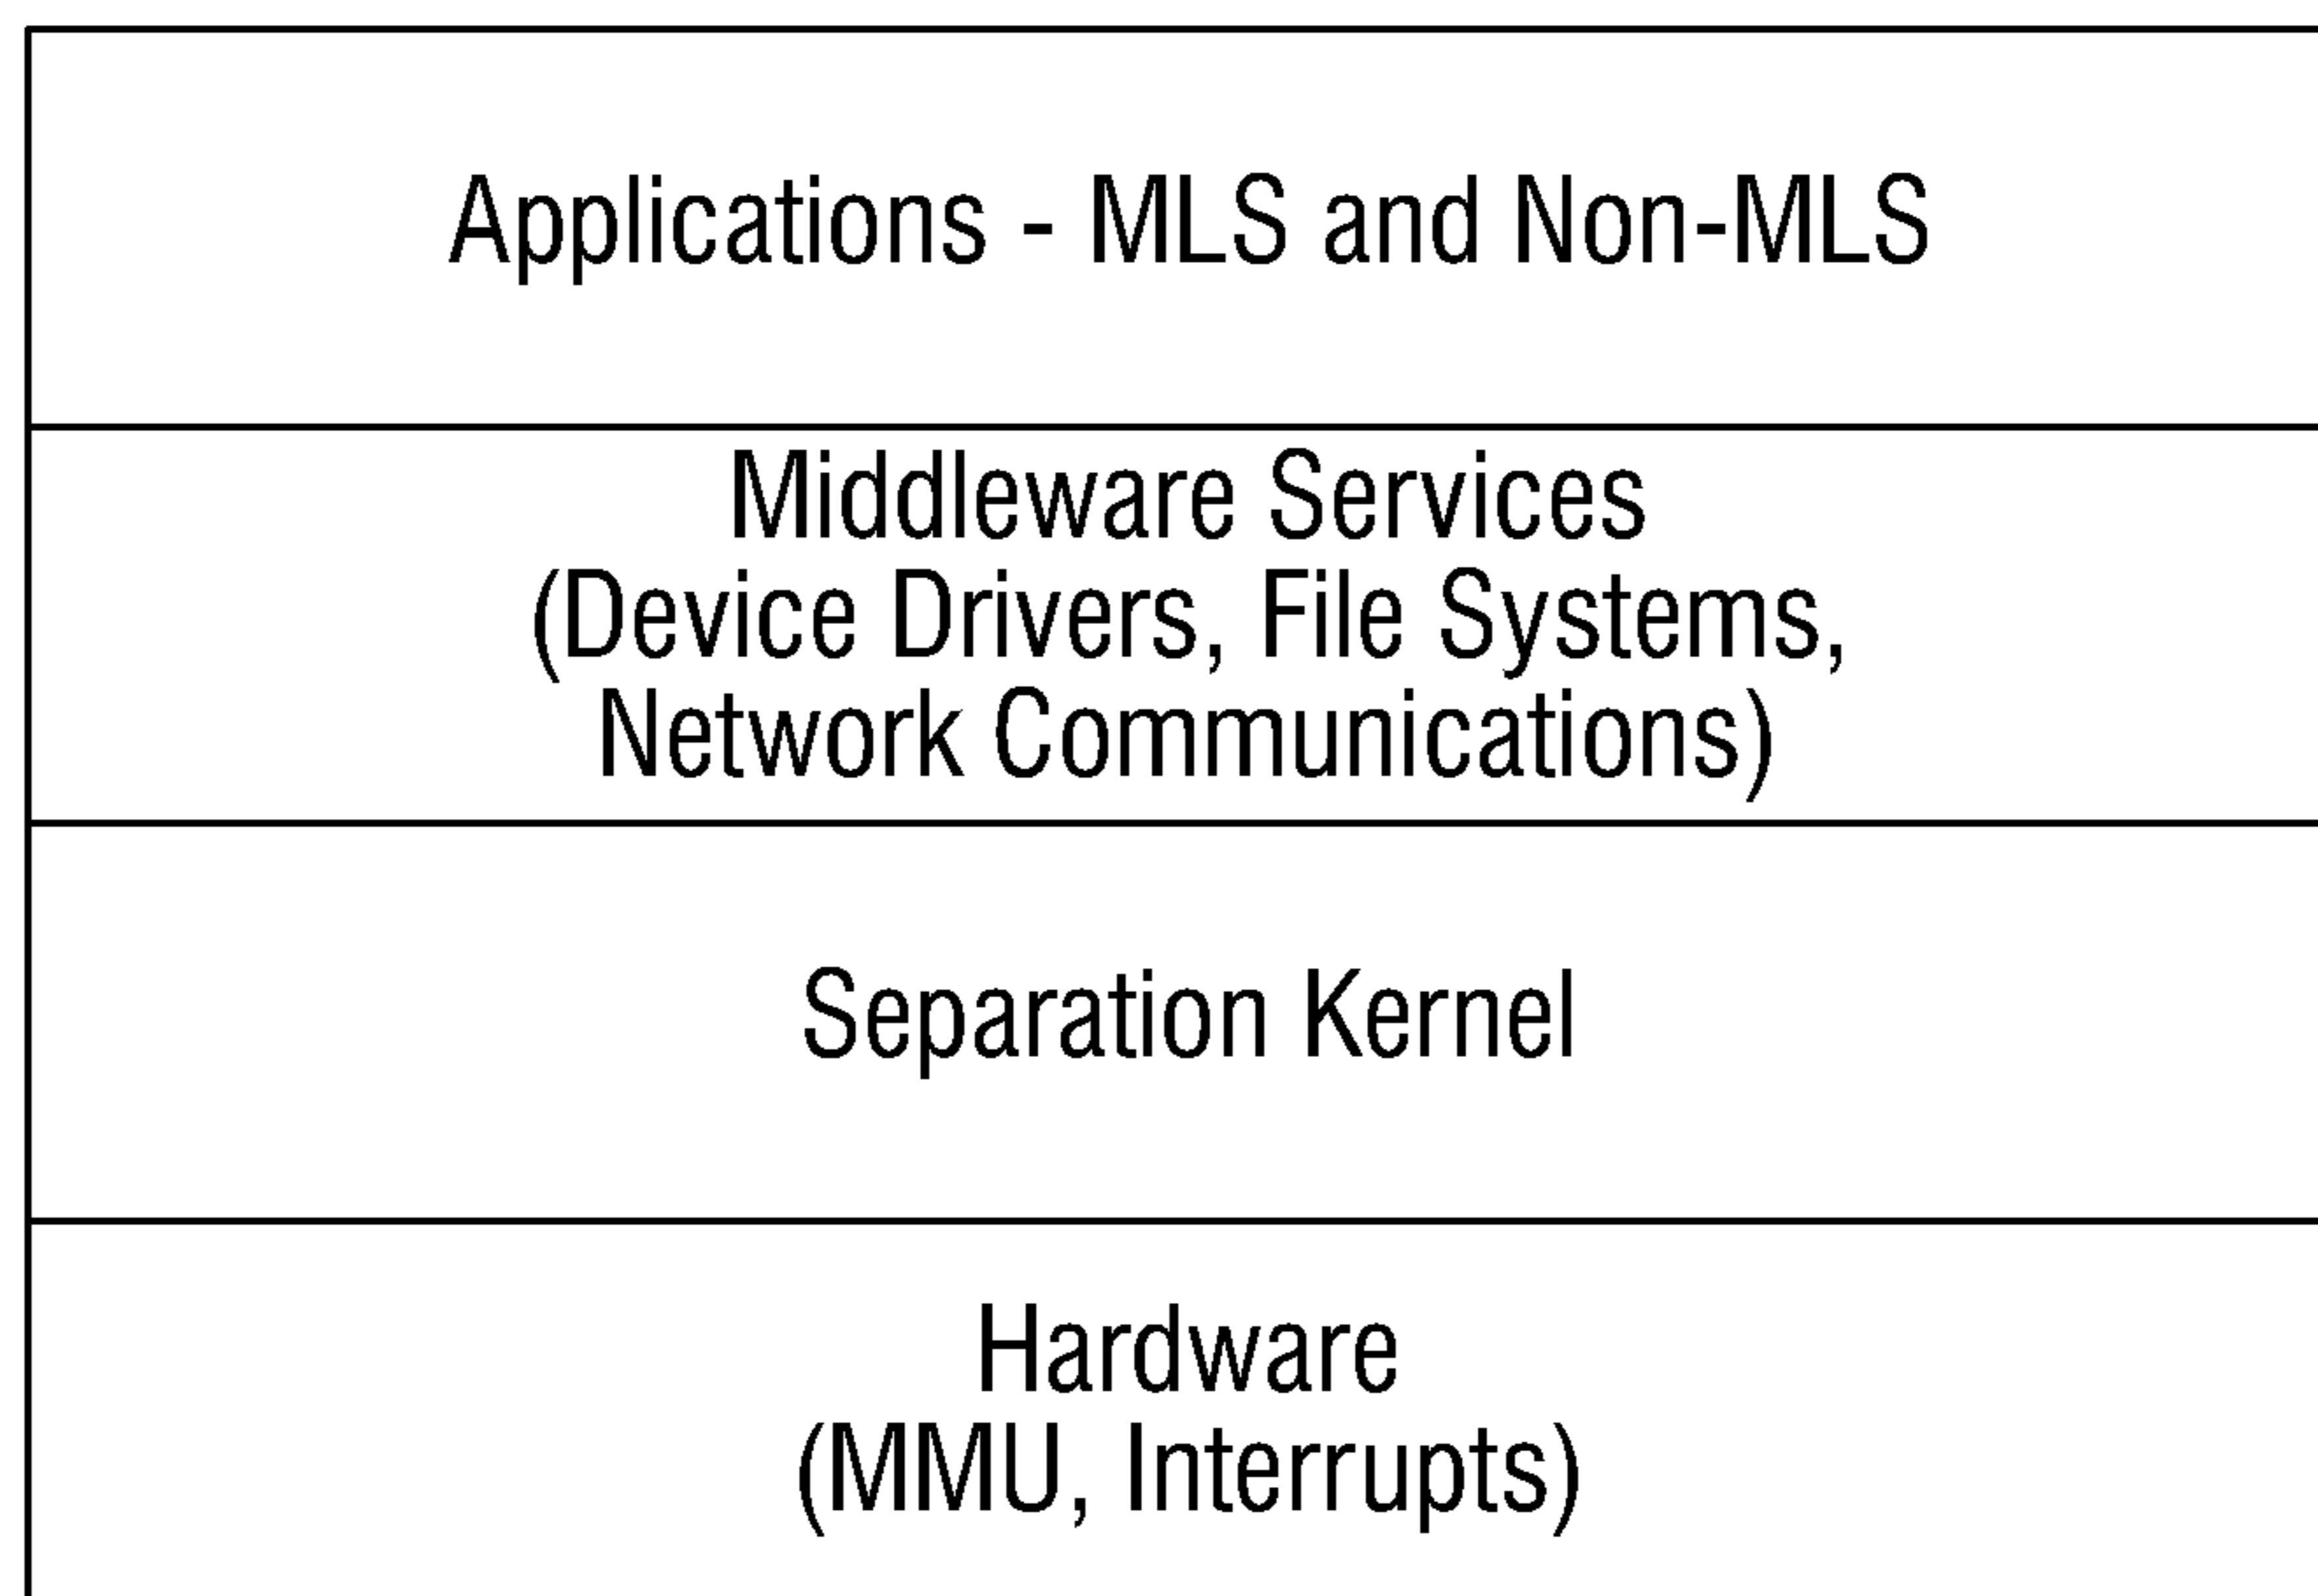 Applications - MLS and Non-MLS
Middleware Services
(Device Drivers, File Systems,
Network Communications)
Separation Kernel
Hardware
(MMU, Interrupts)